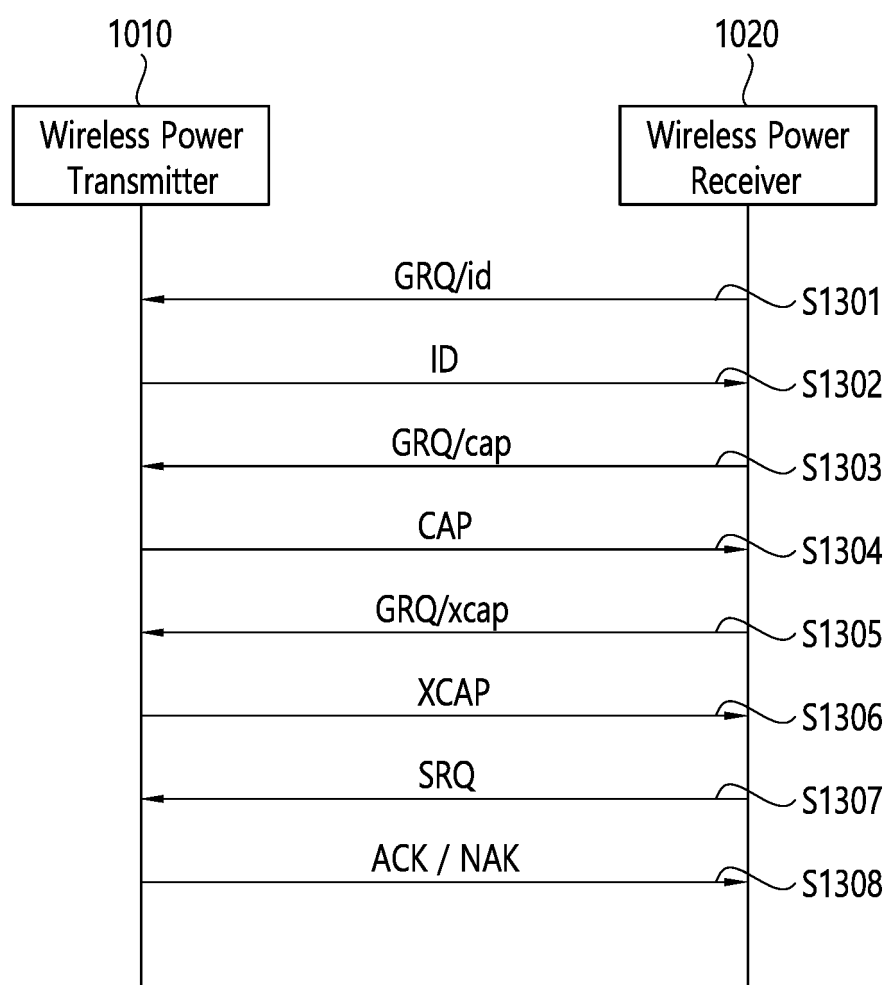 1010
1020
Wireless Power
Transmitter
Wireless Power
Receiver
GRQ/id
S1301
ID
S1302
GRQ/cap
S1303
CAP
S1304
GRQ/xcap
S1305
XCAP
S1306
SRQ
S1307
ACK / NAK
S1308